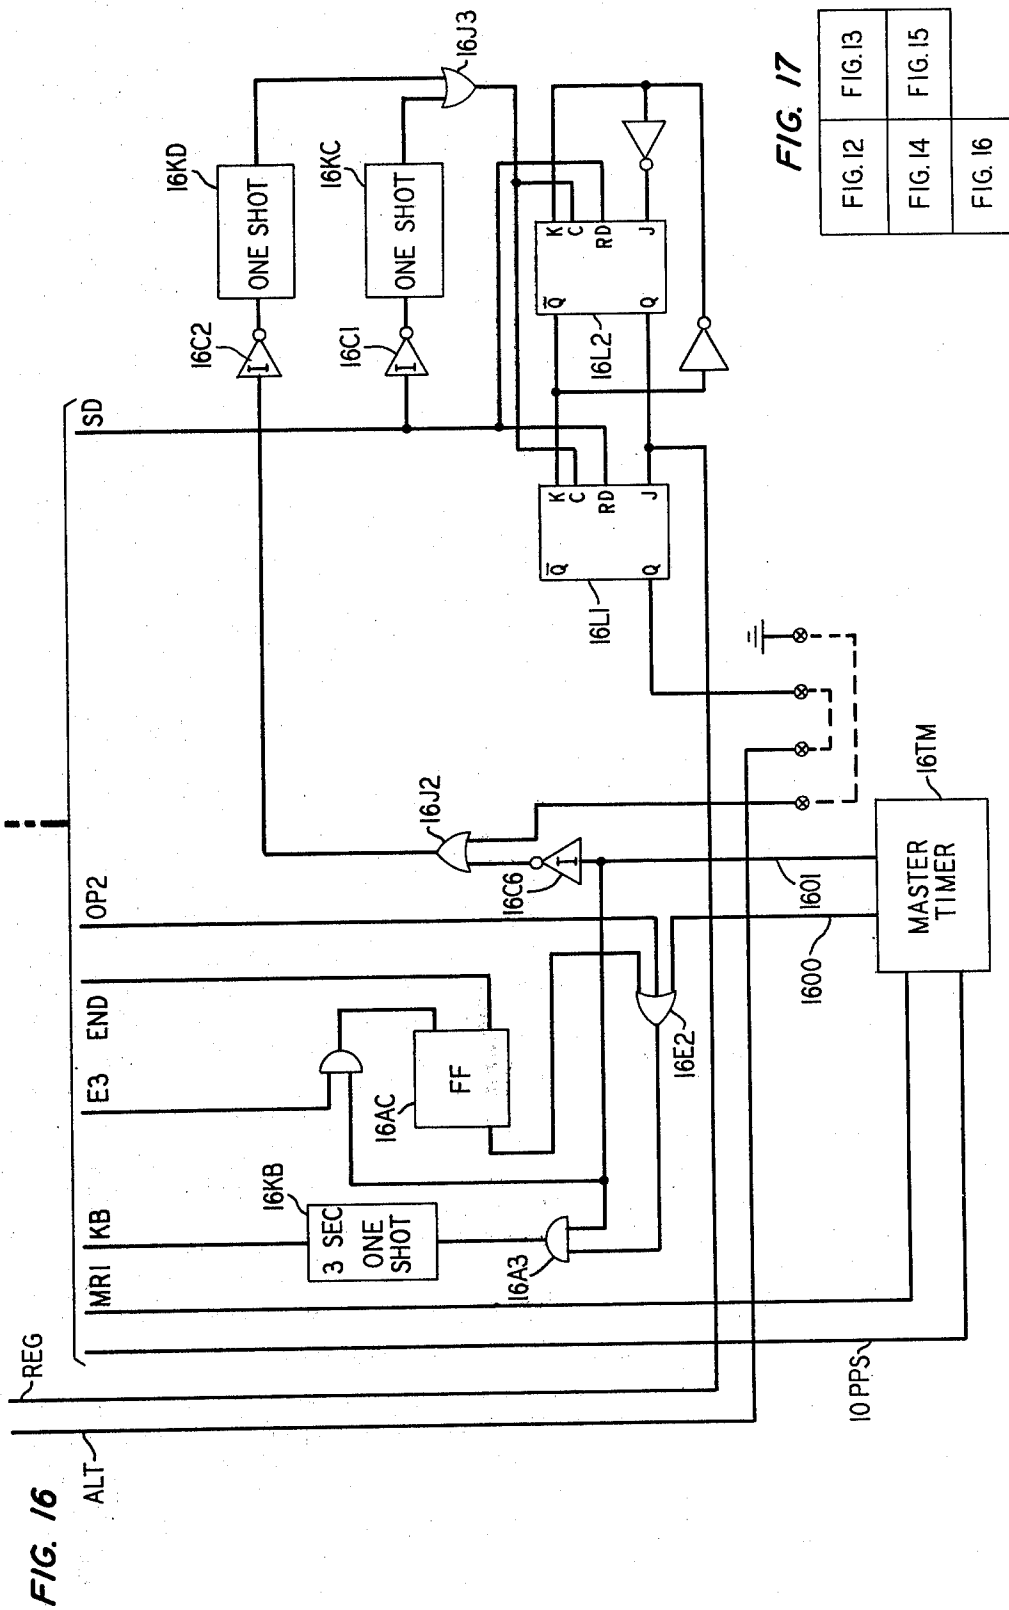 FIG. 16
ALT
REG
10PPS
MR1
KB
E3
END
OP2
SD
16KB
3 SEC
ONE
SHOT
16A3
16AC
FF
16E2
16J2
16C6
1600
1601
MASTER
TIMER
16TM
16C2
16KD
ONE SHOT
16C1
16KC
ONE SHOT
16J3
16L1
Q̅
Q
K
C
RD
J
16L2
Q̅
Q
K
C
RD
J
I
I
I
FIG. 17
FIG. 12
FIG. 13
FIG. 14
FIG. 15
FIG. 16